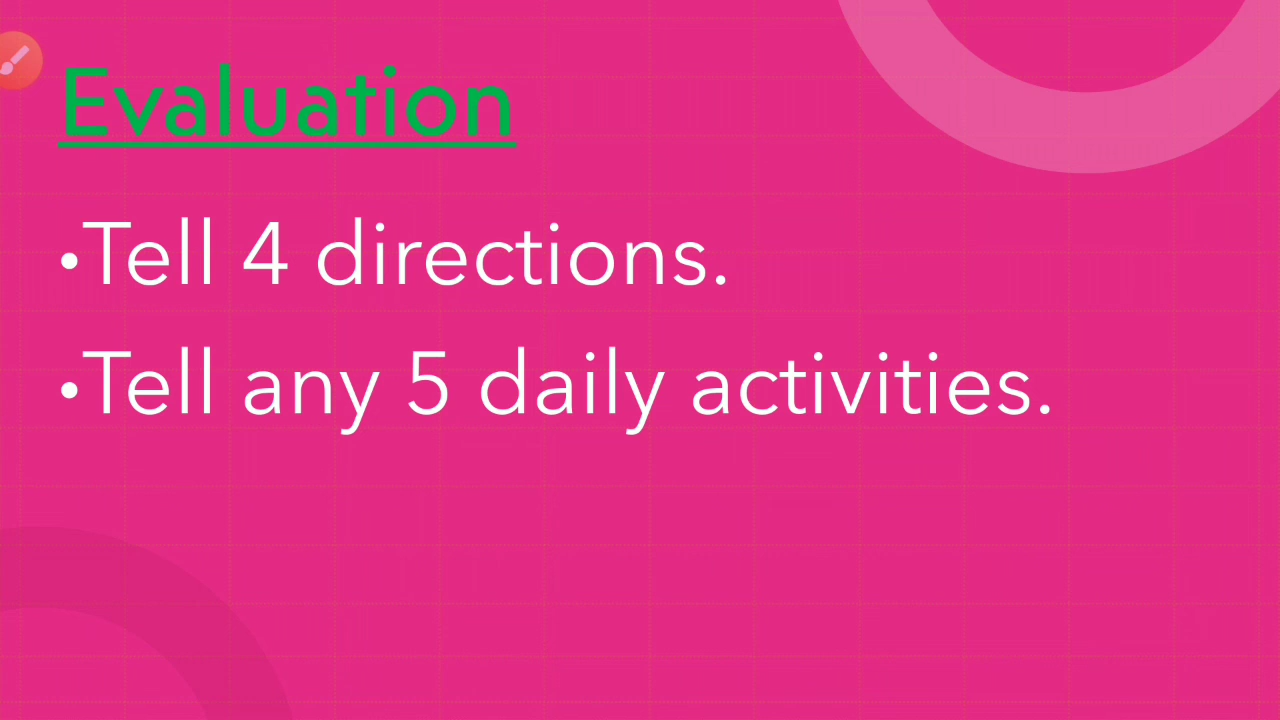 Evaluation
•Tell 4 directions.
•Tell any 5 daily activities.